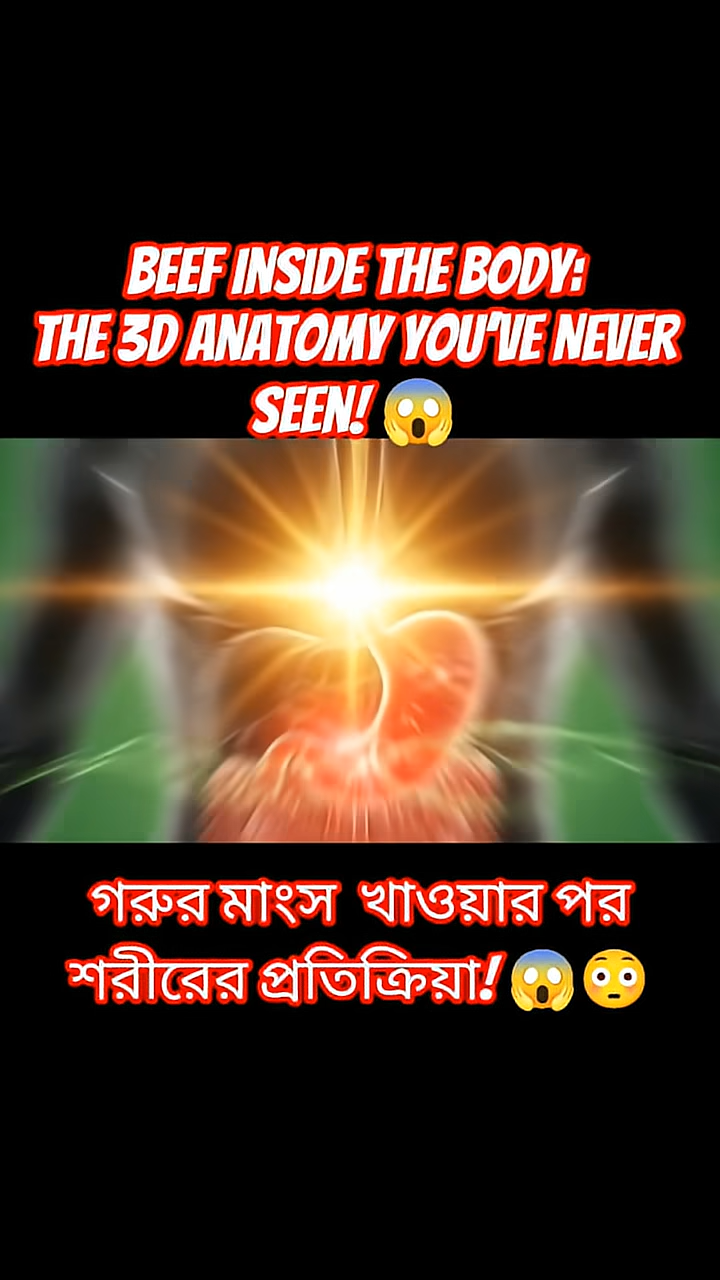 BEEF INSIDE THE BODY:
THE 3D ANATOMY YOU'VE NEVER
SEEN! 😱
গরুর মাংস খাওয়ার পর
শরীরের প্রতিক্রিয়া! 😱😳